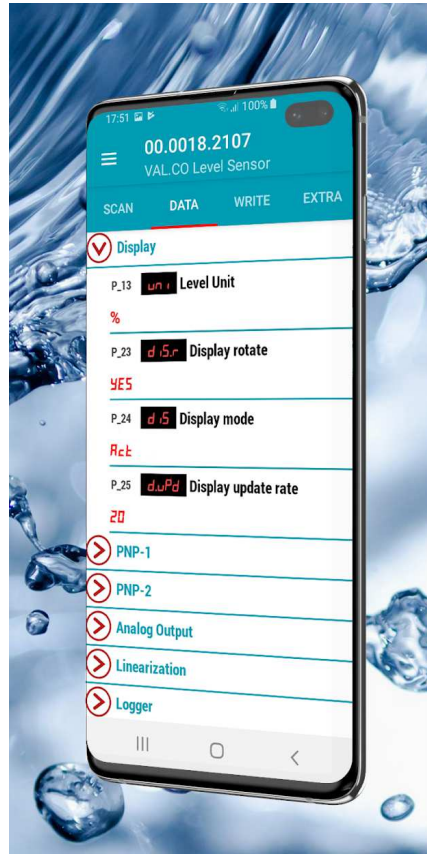 17:51 100%
00.0018.2107
VAL.CO Level Sensor
SCAN DATA WRITE EXTRA
Display
P_13 uni Level Unit
%
P_23 diS.r Display rotate
YES
P_24 diS Display mode
Act
P_25 d.uPd Display update rate
20
PNP-1
PNP-2
Analog Output
Linearization
Logger